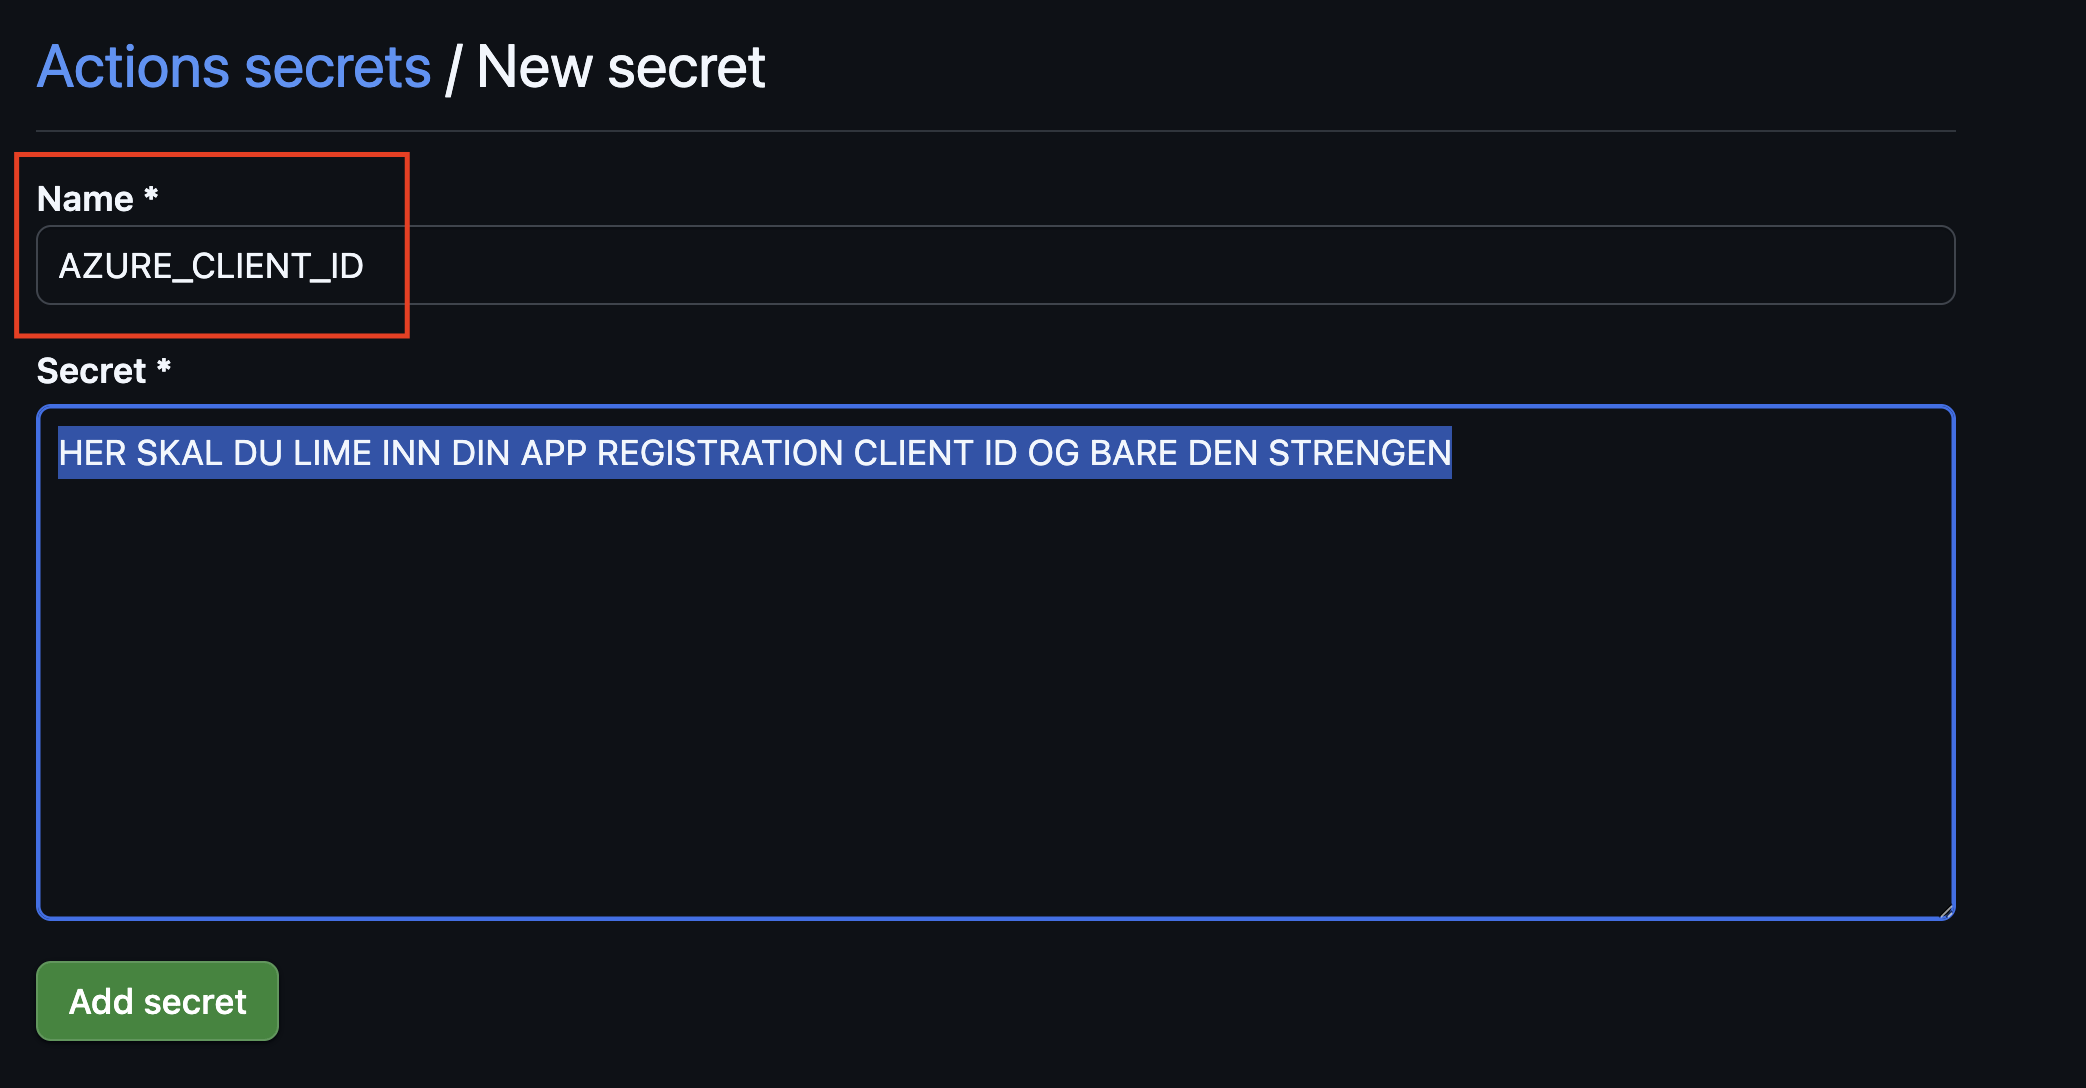 Actions secrets / New secret
Name *
AZURE_CLIENT_ID
Secret *
HER SKAL DU LIME INN DIN APP REGISTRATION CLIENT ID OG BARE DEN STRENGEN
Add secret